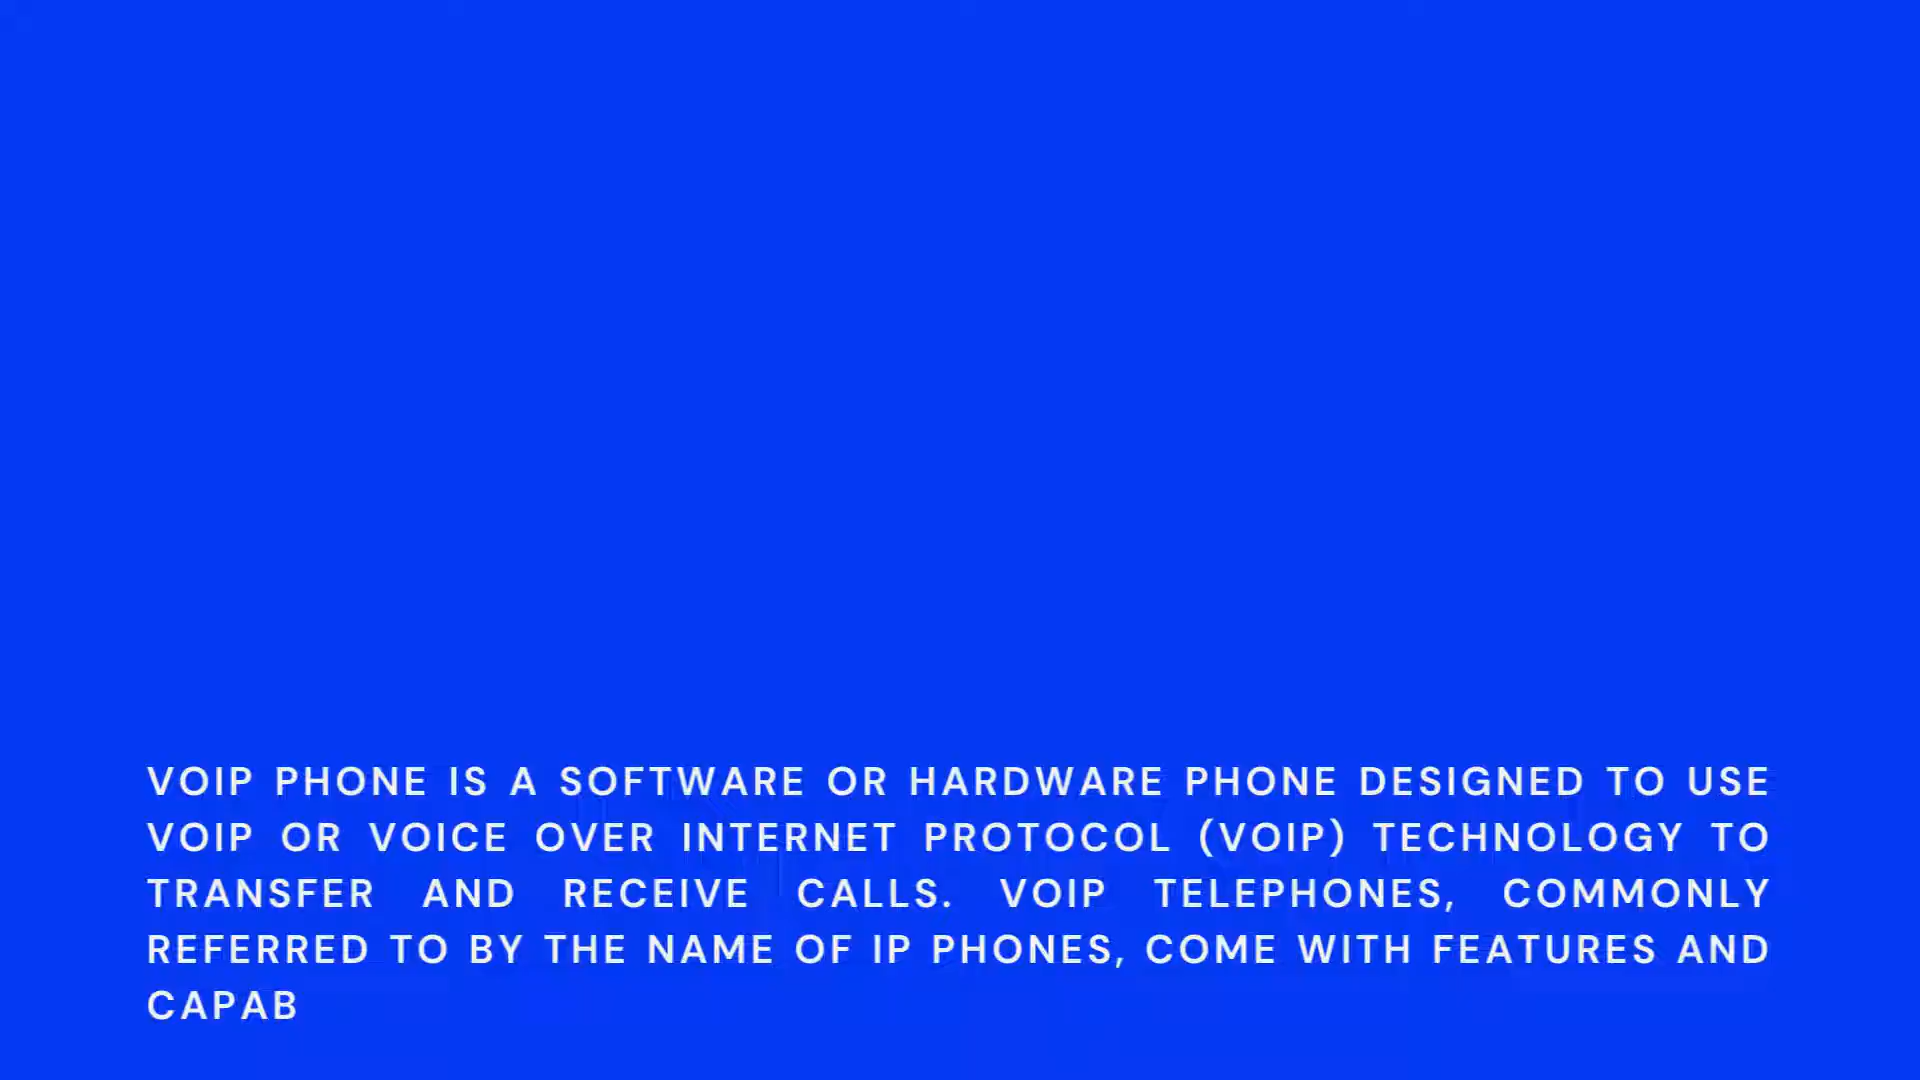 VOIP PHONE IS A SOFTWARE OR HARDWARE PHONE DESIGNED TO USE
VOIP OR VOICE OVER INTERNET PROTOCOL (VOIP) TECHNOLOGY TO
TRANSFER AND RECEIVE CALLS. VOIP TELEPHONES, COMMONLY
REFERRED TO BY THE NAME OF IP PHONES, COME WITH FEATURES AND
CAPAB